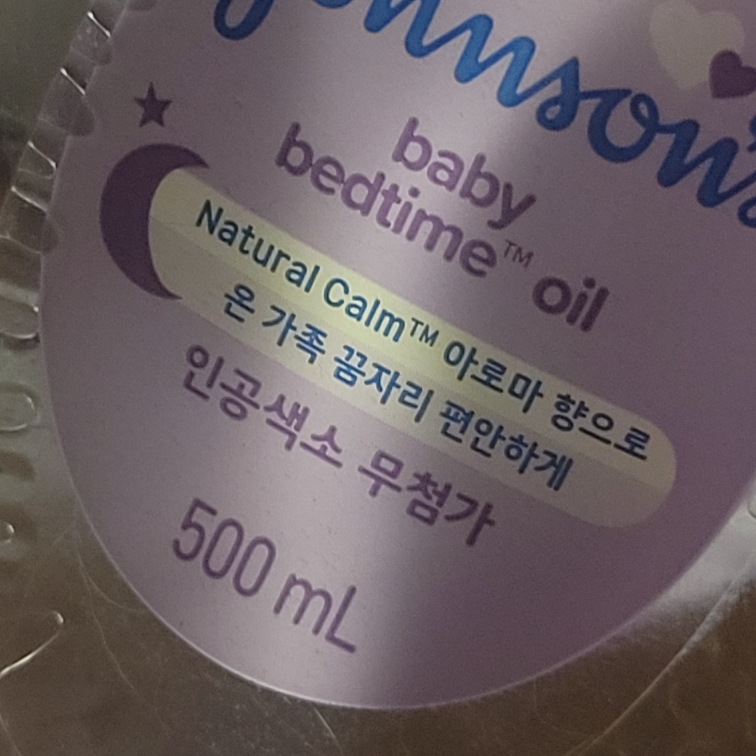 Johnson's
baby
bedtime™ oil
Natural Calm™ 아로마 향으로
온 가족 꿈자리 편안하게
인공색소 무첨가
500 mL